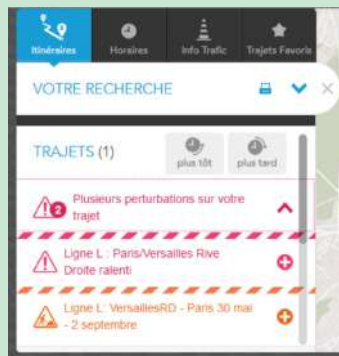 Itinéraires
Horaires
Info Trafic
Trajets Favoris
VOTRE RECHERCHE
TRAJETS (1)
plus tôt
plus tard
2
Plusieurs perturbations sur votre
trajet
Ligne L : Paris/Versailles Rive
Droite ralenti
Ligne L: VersaillesRD - Paris 30 mai
- 2 septembre